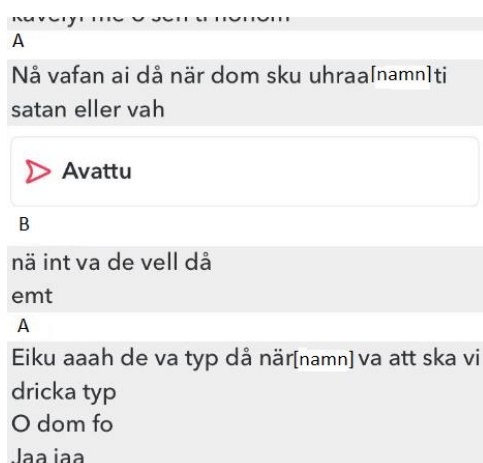 A
Nå vafan ai då när dom sku uhraa[namn]ti
satan eller vah
Avattu
B
nä int va de vell då
emt
A
Eiku aaah de va typ då när[namn] va att ska vi
dricka typ
O dom fo
Jaa jaa